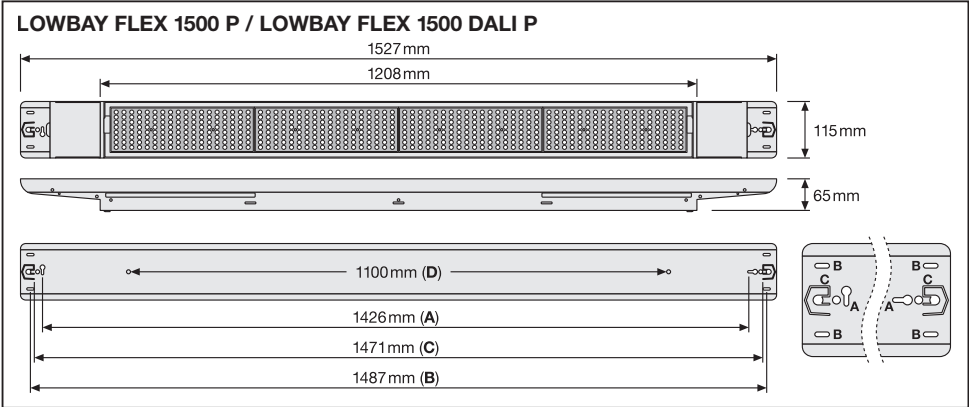 LOWBAY FLEX 1500 P / LOWBAY FLEX 1500 DALI P
1527 mm
1208 mm
115 mm
65 mm
1100 mm (D)
1426 mm (A)
1471 mm (C)
1487 mm (B)
B B
C C
A A
B B